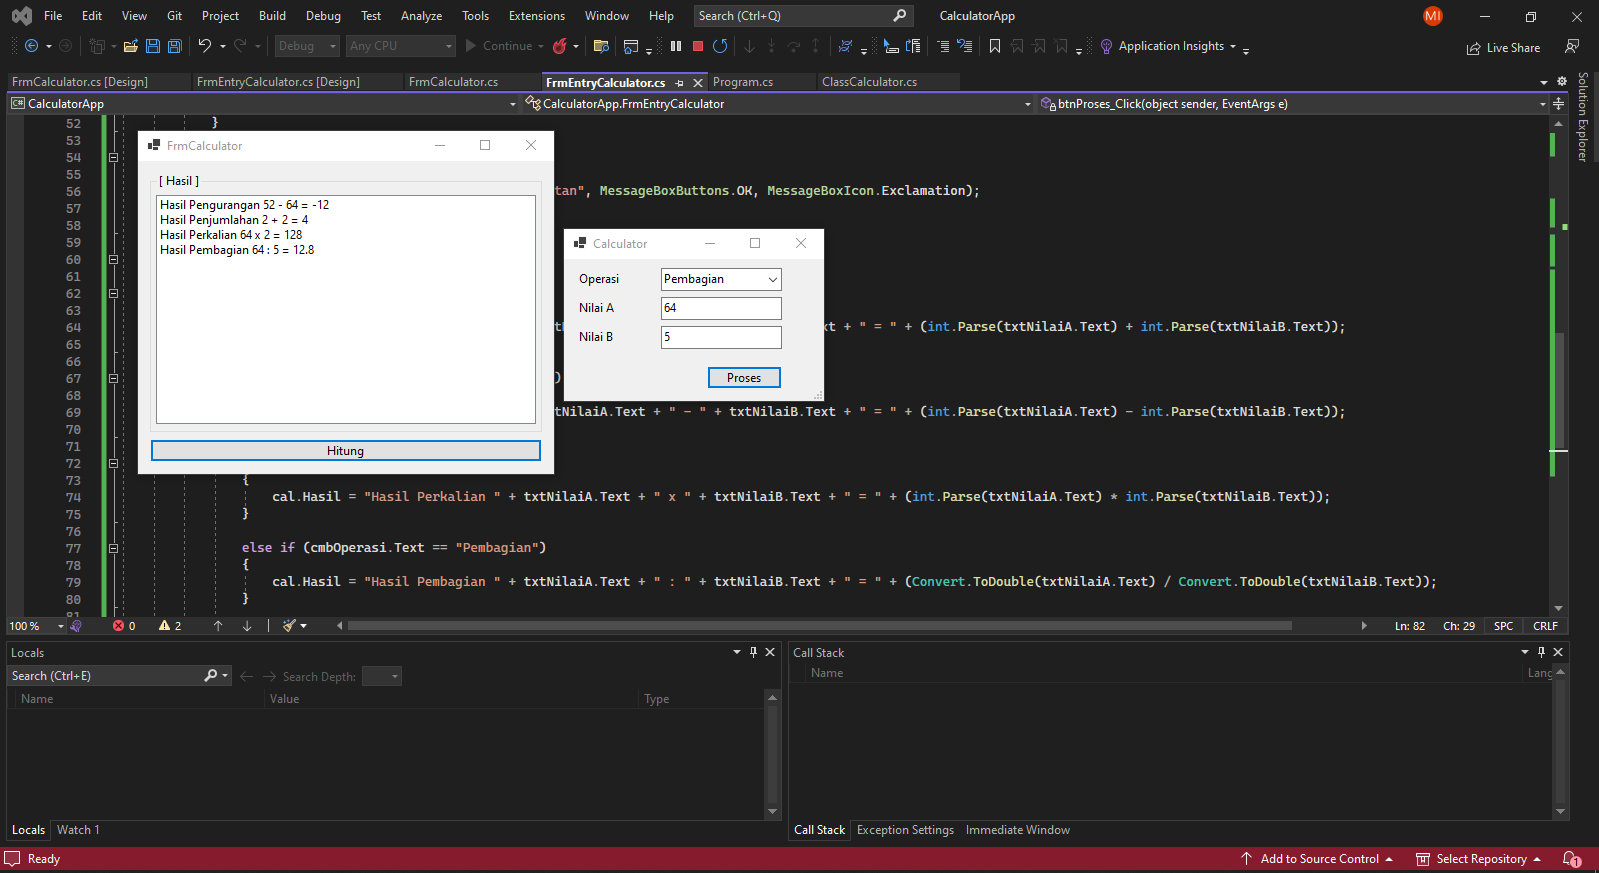 File Edit View Git Project Build Debug Test Analyze Tools Extensions Window Help Search (Ctrl+Q) CalculatorApp MI
Debug Any CPU Continue Application Insights Live Share
FrmCalculator.cs [Design] FrmEntryCalculator.cs [Design] FrmCalculator.cs FrmEntryCalculator.cs Program.cs ClassCalculator.cs
C# CalculatorApp CalculatorApp.FrmEntryCalculator btnProses_Click(object sender, EventArgs e)
Solution Explorer
52 }
53
54
55
56 tan", MessageBoxButtons.OK, MessageBoxIcon.Exclamation);
57
58
59
60
61
62
63
64 xt + " = " + (int.Parse(txtNilaiA.Text) + int.Parse(txtNilaiB.Text));
65
66
67 )
68
69 tNilaiA.Text + " - " + txtNilaiB.Text + " = " + (int.Parse(txtNilaiA.Text) - int.Parse(txtNilaiB.Text));
70
71
72
73 {
74 cal.Hasil = "Hasil Perkalian " + txtNilaiA.Text + " x " + txtNilaiB.Text + " = " + (int.Parse(txtNilaiA.Text) * int.Parse(txtNilaiB.Text));
75 }
76
77 else if (cmbOperasi.Text == "Pembagian")
78 {
79 cal.Hasil = "Hasil Pembagian " + txtNilaiA.Text + " : " + txtNilaiB.Text + " = " + (Convert.ToDouble(txtNilaiA.Text) / Convert.ToDouble(txtNilaiB.Text));
80 }
81
FrmCalculator
[ Hasil ]
Hasil Pengurangan 52 - 64 = -12
Hasil Penjumlahan 2 + 2 = 4
Hasil Perkalian 64 x 2 = 128
Hasil Pembagian 64 : 5 = 12.8
Hitung
Calculator
Operasi Pembagian
Nilai A 64
Nilai B 5
Proses
100 % 0 2 Ln: 82 Ch: 29 SPC CRLF
Locals
Search (Ctrl+E) Search Depth:
Name Value Type
Locals Watch 1
Call Stack
Name Lang
Call Stack Exception Settings Immediate Window
Ready Add to Source Control Select Repository 1